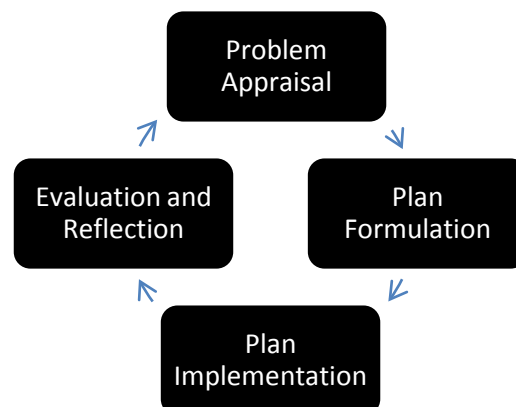 Problem
Appraisal
Evaluation and
Reflection
Plan
Formulation
Plan
Implementation